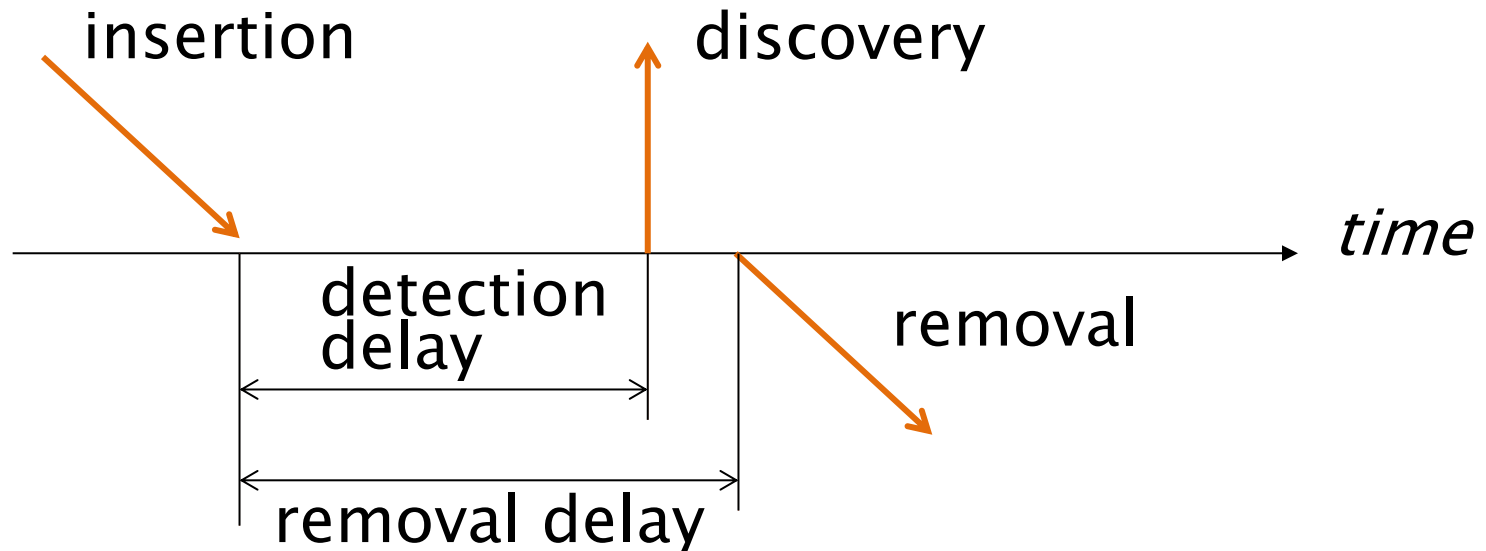 insertion
discovery
time
detection
delay
removal
removal delay